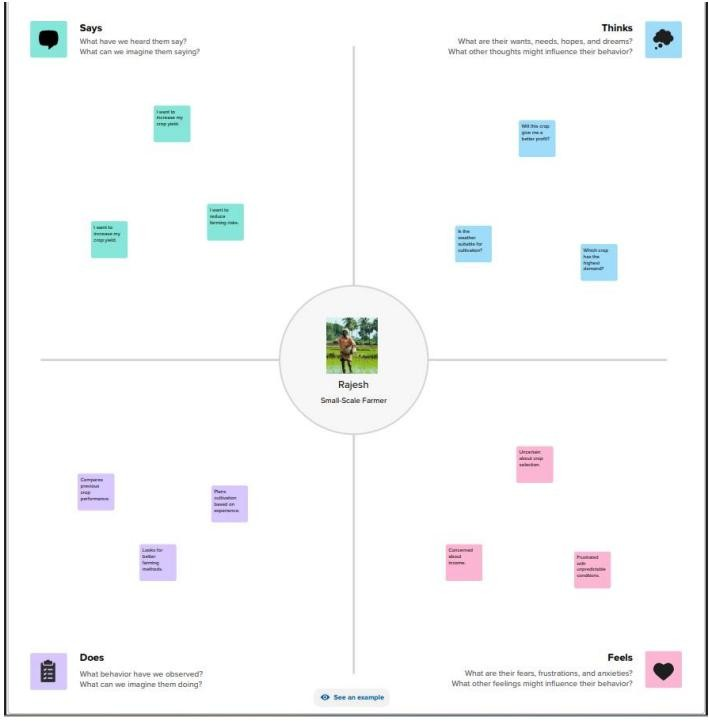 Says
What have we heard them say?
What can we imagine them saying?
Thinks
What are their wants, needs, hopes, and dreams?
What other thoughts might influence their behavior?
I want to
increase my
crop yield.
I want to
reduce
farming risks.
I want to
increase my
crop yield.
Will this crop
give me a
better profit?
Is the
weather
suitable for
cultivation?
Which crop
has the
highest
demand?
Rajesh
Small-Scale Farmer
Compares
previous
crop
performance.
Plans
cultivation
based on
experience.
Looks for
better
farming
methods.
Uncertain
about crop
selection.
Concerned
about
income.
Frustrated
with
unpredictable
conditions.
Does
What behavior have we observed?
What can we imagine them doing?
Feels
What are their fears, frustrations, and anxieties?
What other feelings might influence their behavior?
See an example